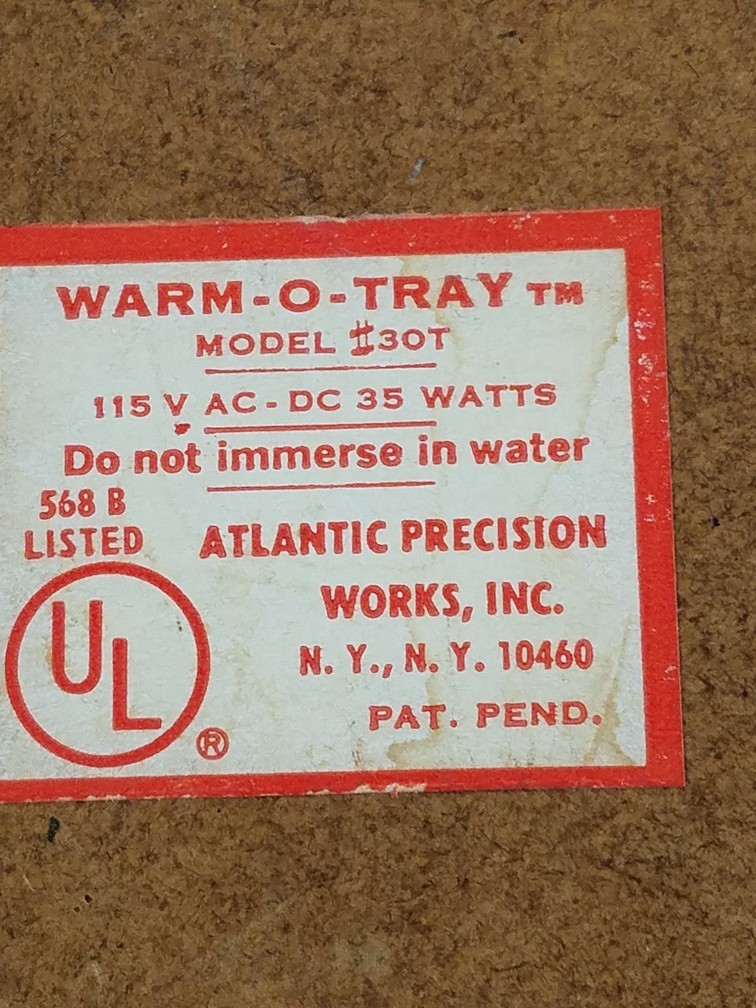 WARM-O-TRAY TM
MODEL #30T
115 V AC-DC 35 WATTS
Do not immerse in water
568 B
LISTED
ATLANTIC PRECISION
WORKS, INC.
UL ®
N. Y., N. Y. 10460
PAT. PEND.